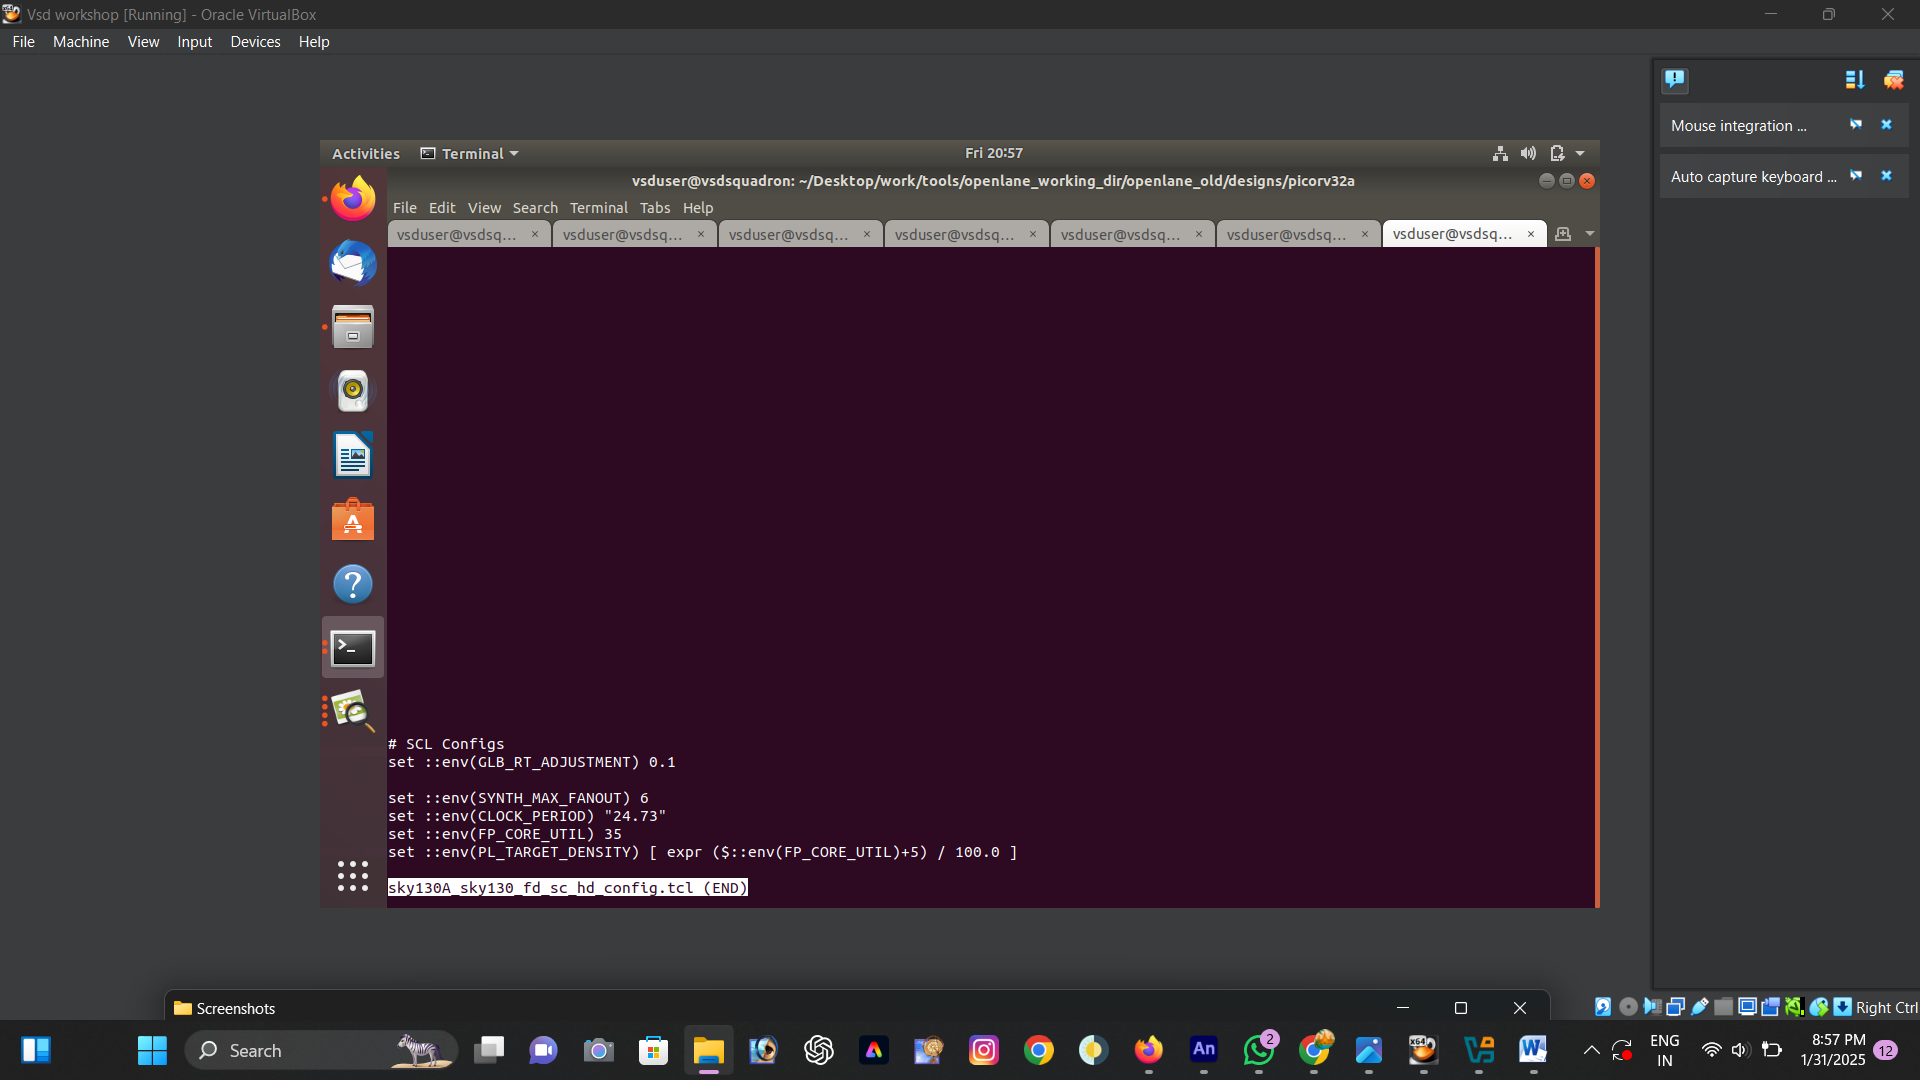 Vsd workshop [Running] - Oracle VirtualBox
File Machine View Input Devices Help
Mouse integration ...
Auto capture keyboard ...
Activities Terminal Fri 20:57
vsduser@vsdsquadron: ~/Desktop/work/tools/openlane_working_dir/openlane_old/designs/picorv32a
File Edit View Search Terminal Tabs Help
vsduser@vsdsq... × vsduser@vsdsq... × vsduser@vsdsq... × vsduser@vsdsq... × vsduser@vsdsq... × vsduser@vsdsq... × vsduser@vsdsq... ×
# SCL Configs
set ::env(GLB_RT_ADJUSTMENT) 0.1
set ::env(SYNTH_MAX_FANOUT) 6
set ::env(CLOCK_PERIOD) "24.73"
set ::env(FP_CORE_UTIL) 35
set ::env(PL_TARGET_DENSITY) [ expr ($::env(FP_CORE_UTIL)+5) / 100.0 ]
sky130A_sky130_fd_sc_hd_config.tcl (END)
Screenshots
Right Ctrl
Search
An
2
x64
W
ENG
IN
8:57 PM
1/31/2025
12